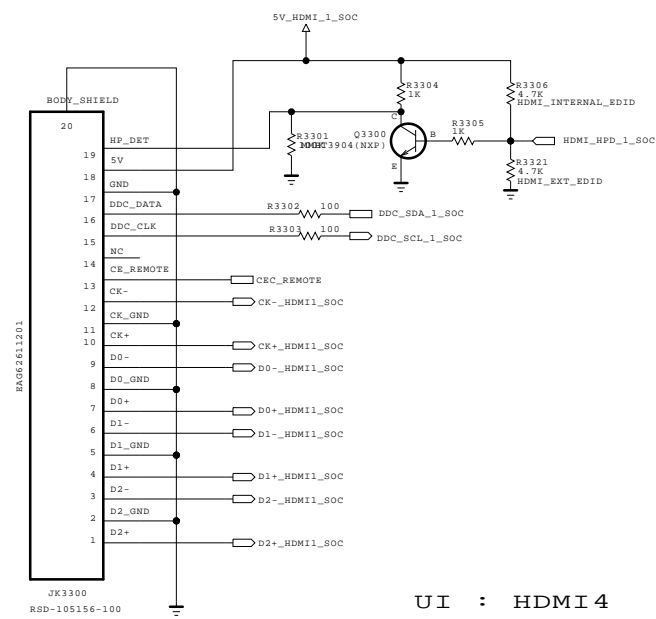 5V_HDMI_1_SOC
BODY_SHIELD
20
R3304
1K
R3306
4.7K
HDMI_INTERNAL_EDID
C
Q3300
B
E
R3305
1K
HDMI_HPD_1_SOC
R3301
MMBT3904(NXP)
R3321
4.7K
HDMI_EXT_EDID
19
HP_DET
18
5V
17
GND
16
DDC_DATA
R3302
100
DDC_SDA_1_SOC
15
DDC_CLK
R3303
100
DDC_SCL_1_SOC
14
NC
13
CE_REMOTE
CEC_REMOTE
12
CK-
CK-_HDMI1_SOC
11
CK_GND
10
CK+
CK+_HDMI1_SOC
9
D0-
D0-_HDMI1_SOC
8
D0_GND
7
D0+
D0+_HDMI1_SOC
6
D1-
D1-_HDMI1_SOC
5
D1_GND
4
D1+
D1+_HDMI1_SOC
3
D2-
D2-_HDMI1_SOC
2
D2_GND
1
D2+
D2+_HDMI1_SOC
EAG62611201
JK3300
RSD-105156-100
UI : HDMI4